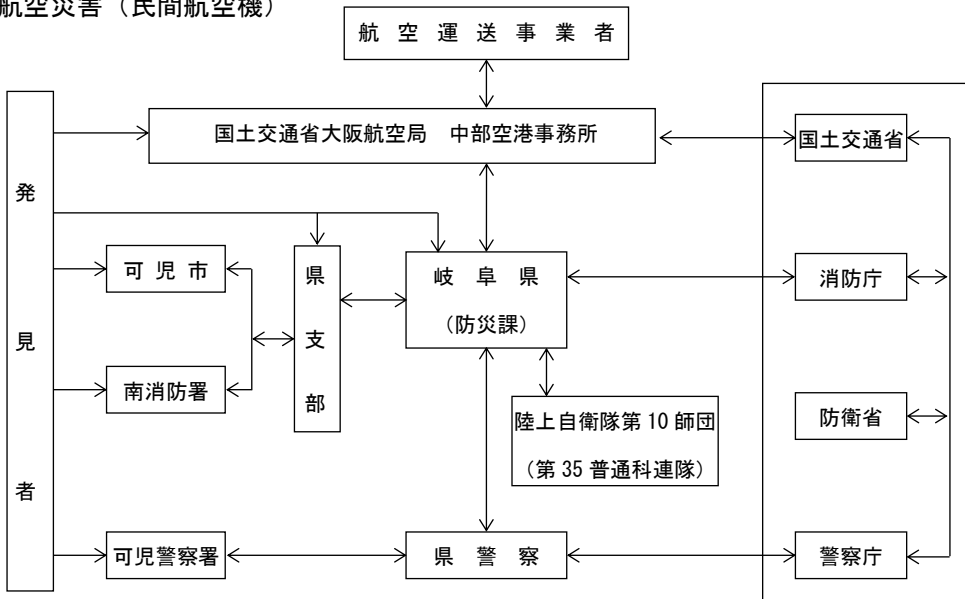 航空災害（民間航空機）
航空運送事業者
国土交通省大阪航空局　中部空港事務所
国土交通省
発見者
可児市
県支部
岐阜県
（防災課）
消防庁
南消防署
陸上自衛隊第10師団
（第35普通科連隊）
防衛省
可児警察署
県警察
警察庁